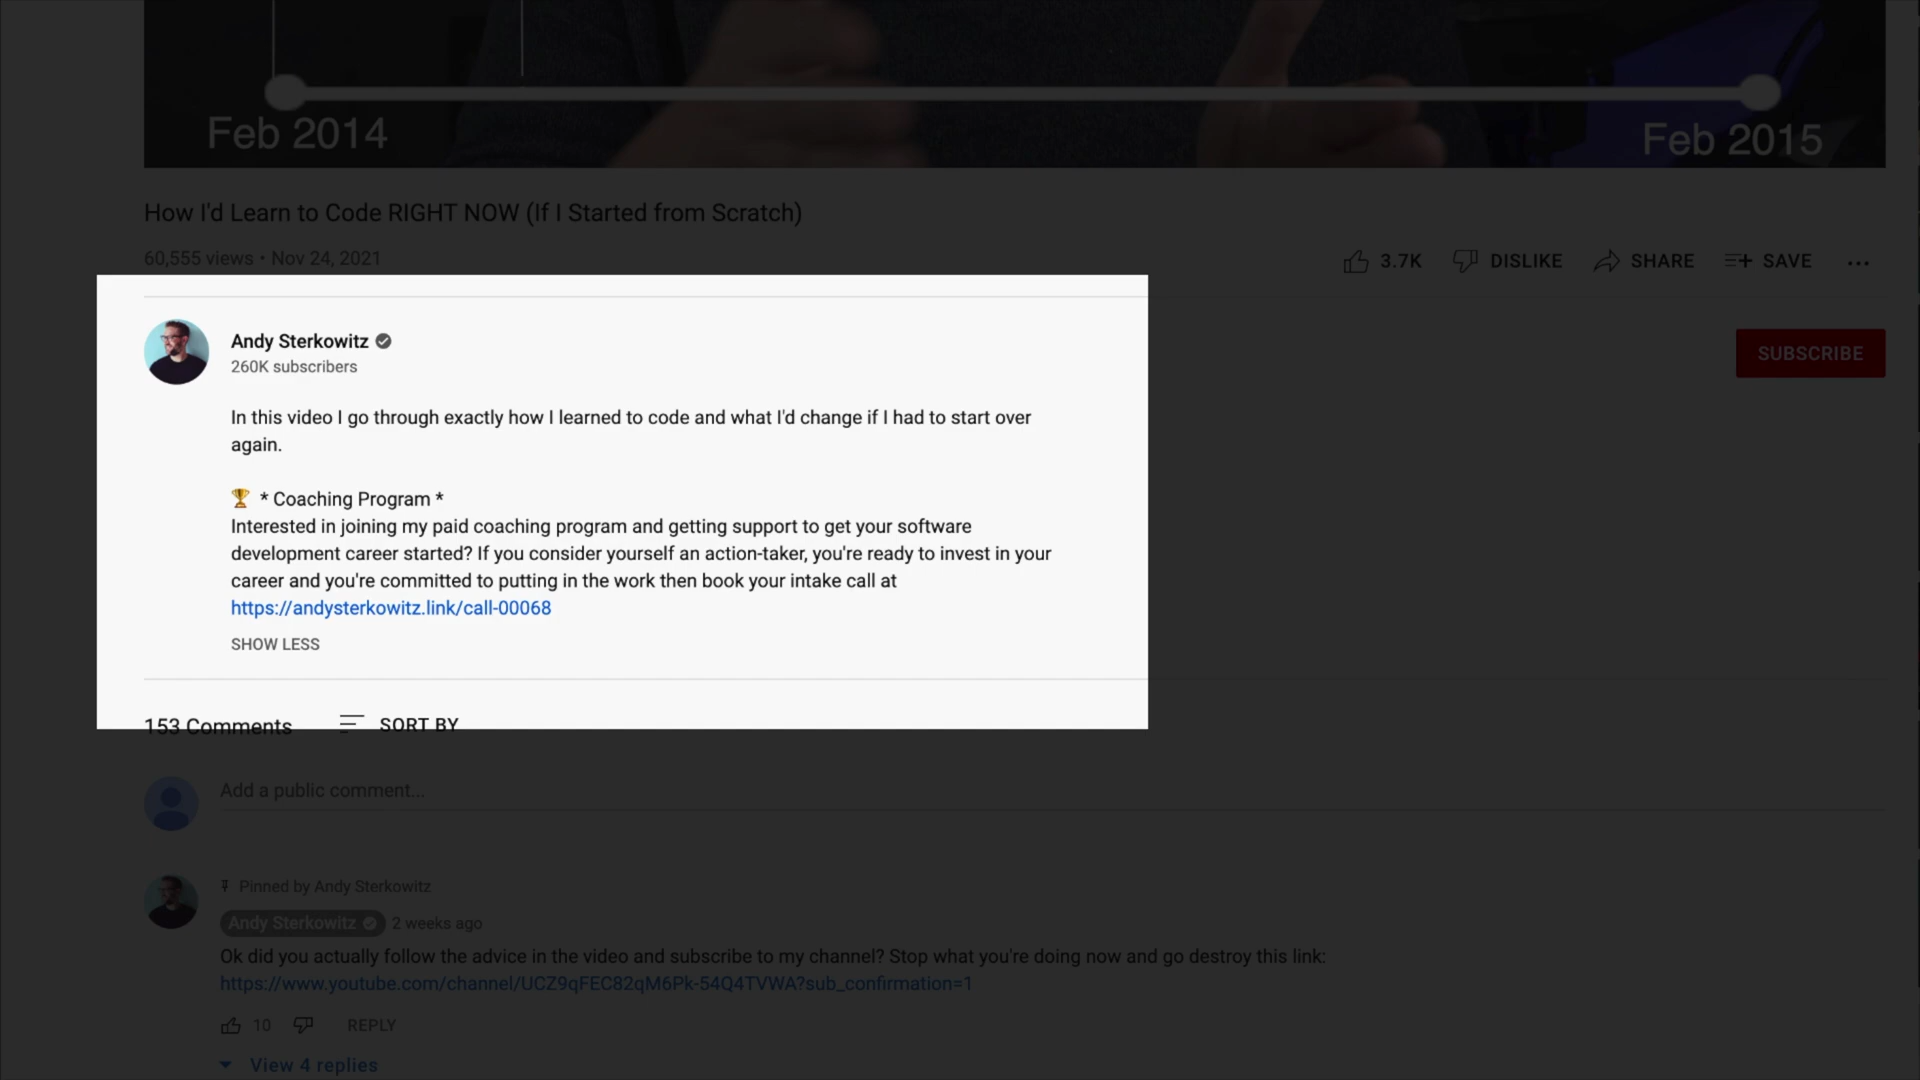 Feb 2014
Feb 2015
How I'd Learn to Code RIGHT NOW (If I Started from Scratch)
60,555 views • Nov 24, 2021
3.7K DISLIKE SHARE SAVE ...
Andy Sterkowitz
260K subscribers
SUBSCRIBE
In this video I go through exactly how I learned to code and what I'd change if I had to start over
again.
🏆 * Coaching Program *
Interested in joining my paid coaching program and getting support to get your software
development career started? If you consider yourself an action-taker, you're ready to invest in your
career and you're committed to putting in the work then book your intake call at
https://andysterkowitz.link/call-00068
SHOW LESS
153 Comments SORT BY
Add a public comment...
Pinned by Andy Sterkowitz
Andy Sterkowitz 2 weeks ago
Ok did you actually follow the advice in the video and subscribe to my channel? Stop what you're doing now and go destroy this link:
https://www.youtube.com/channel/UCZ9qFEC82qM6Pk-54Q4TVWA?sub_confirmation=1
10 REPLY
View 4 replies